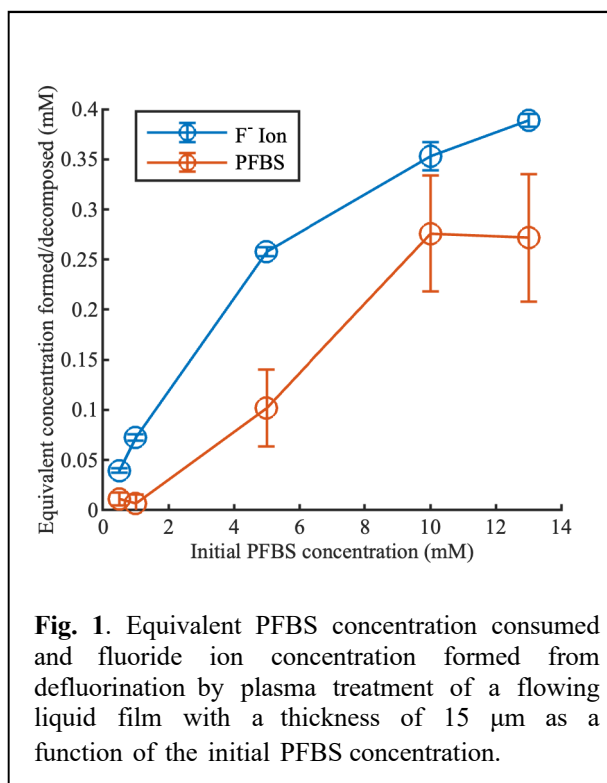 Equivalent concentration formed/decomposed (mM)
0.4
0.35
0.3
0.25
0.2
0.15
0.1
0.05
0
F⁻ Ion
PFBS
0 2 4 6 8 10 12 14
Initial PFBS concentration (mM)
Fig. 1. Equivalent PFBS concentration consumed
and fluoride ion concentration formed from
defluorination by plasma treatment of a flowing
liquid film with a thickness of 15 μm as a
function of the initial PFBS concentration.